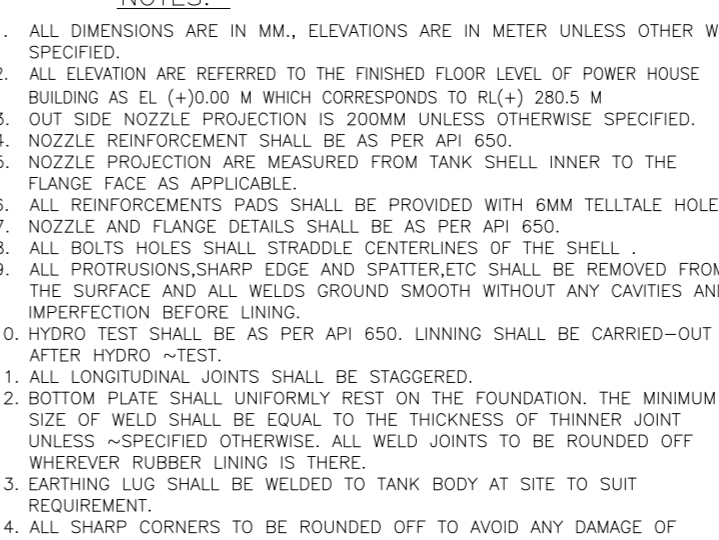 NOTES:
. ALL DIMENSIONS ARE IN MM., ELEVATIONS ARE IN METER UNLESS OTHER W
SPECIFIED.
2. ALL ELEVATION ARE REFERRED TO THE FINISHED FLOOR LEVEL OF POWER HOUSE
BUILDING AS EL (+)0.00 M WHICH CORRESPONDS TO RL(+) 280.5 M
3. OUT SIDE NOZZLE PROJECTION IS 200MM UNLESS OTHERWISE SPECIFIED.
4. NOZZLE REINFORCEMENT SHALL BE AS PER API 650.
5. NOZZLE PROJECTION ARE MEASURED FROM TANK SHELL INNER TO THE
FLANGE FACE AS APPLICABLE.
6. ALL REINFORCEMENTS PADS SHALL BE PROVIDED WITH 6MM TELLTALE HOLE
7. NOZZLE AND FLANGE DETAILS SHALL BE AS PER API 650.
8. ALL BOLTS HOLES SHALL STRADDLE CENTERLINES OF THE SHELL .
9. ALL PROTRUSIONS,SHARP EDGE AND SPATTER,ETC SHALL BE REMOVED FROM
THE SURFACE AND ALL WELDS GROUND SMOOTH WITHOUT ANY CAVITIES AND
IMPERFECTION BEFORE LINING.
0. HYDRO TEST SHALL BE AS PER API 650. LINNING SHALL BE CARRIED-OUT
AFTER HYDRO ~TEST.
1. ALL LONGITUDINAL JOINTS SHALL BE STAGGERED.
2. BOTTOM PLATE SHALL UNIFORMLY REST ON THE FOUNDATION. THE MINIMUM
SIZE OF WELD SHALL BE EQUAL TO THE THICKNESS OF THINNER JOINT
UNLESS ~SPECIFIED OTHERWISE. ALL WELD JOINTS TO BE ROUNDED OFF
WHEREVER RUBBER LINING IS THERE.
3. EARTHING LUG SHALL BE WELDED TO TANK BODY AT SITE TO SUIT
REQUIREMENT.
4. ALL SHARP CORNERS TO BE ROUNDED OFF TO AVOID ANY DAMAGE OF